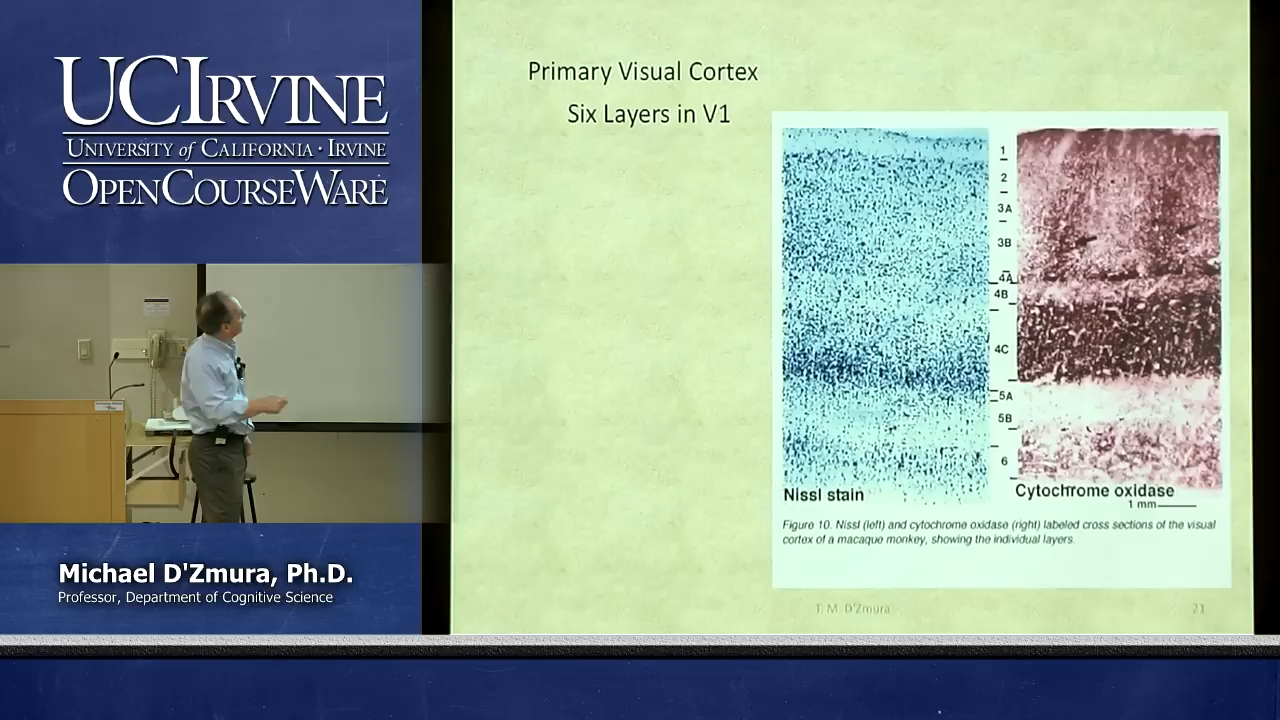 UCIRVINE
UNIVERSITY of CALIFORNIA · IRVINE
OPENCOURSEWARE
Michael D'Zmura, Ph.D.
Professor, Department of Cognitive Science
Primary Visual Cortex
Six Layers in V1
1
2
3A
3B
4A
4B
4C
5A
5B
6
Nissl stain
Cytochrome oxidase
1 mm
Figure 10. Nissl (left) and cytochrome oxidase (right) labeled cross sections of the visual
cortex of a macaque monkey, showing the individual layers.
T. M. D'Zmura
21